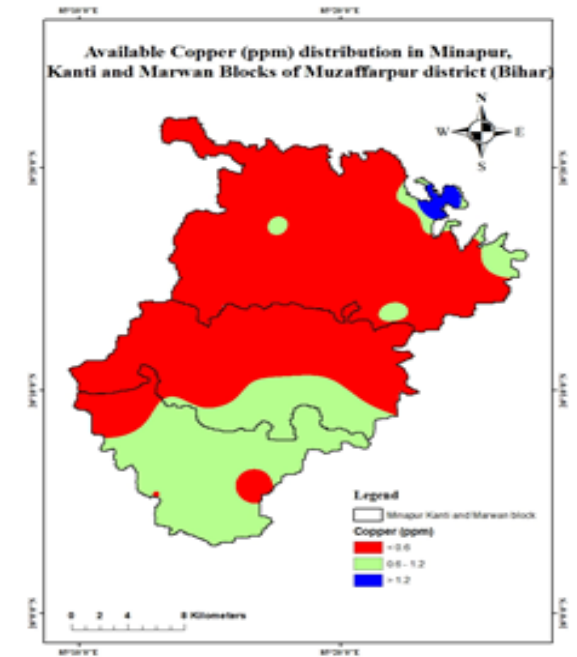 Available Copper (ppm) distribution in Minapur,
Kanti and Marwan Blocks of Muzaffarpur district (Bihar)
N
W E
S
Legend
Minapur Kanti and Marwan block
Copper (ppm)
< 0.6
0.6 - 1.2
> 1.2
0 2 4 8 Kilometers